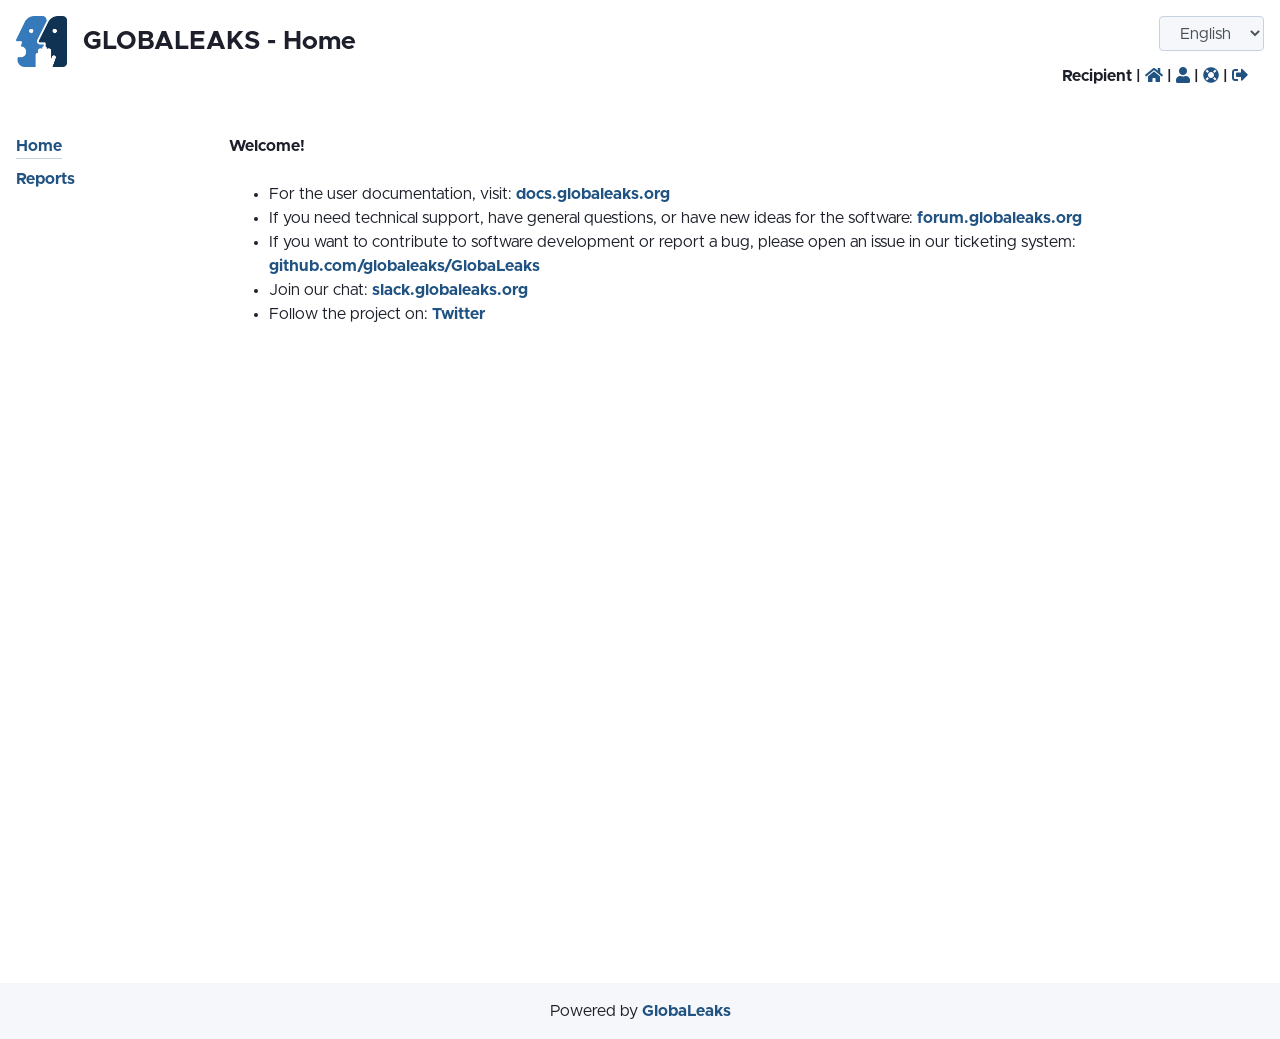 GLOBALEAKS - Home
English
Recipient | | | |
Home
Reports
Welcome!
• For the user documentation, visit: docs.globaleaks.org
• If you need technical support, have general questions, or have new ideas for the software: forum.globaleaks.org
• If you want to contribute to software development or report a bug, please open an issue in our ticketing system:
github.com/globaleaks/GlobaLeaks
• Join our chat: slack.globaleaks.org
• Follow the project on: Twitter
Powered by GlobaLeaks